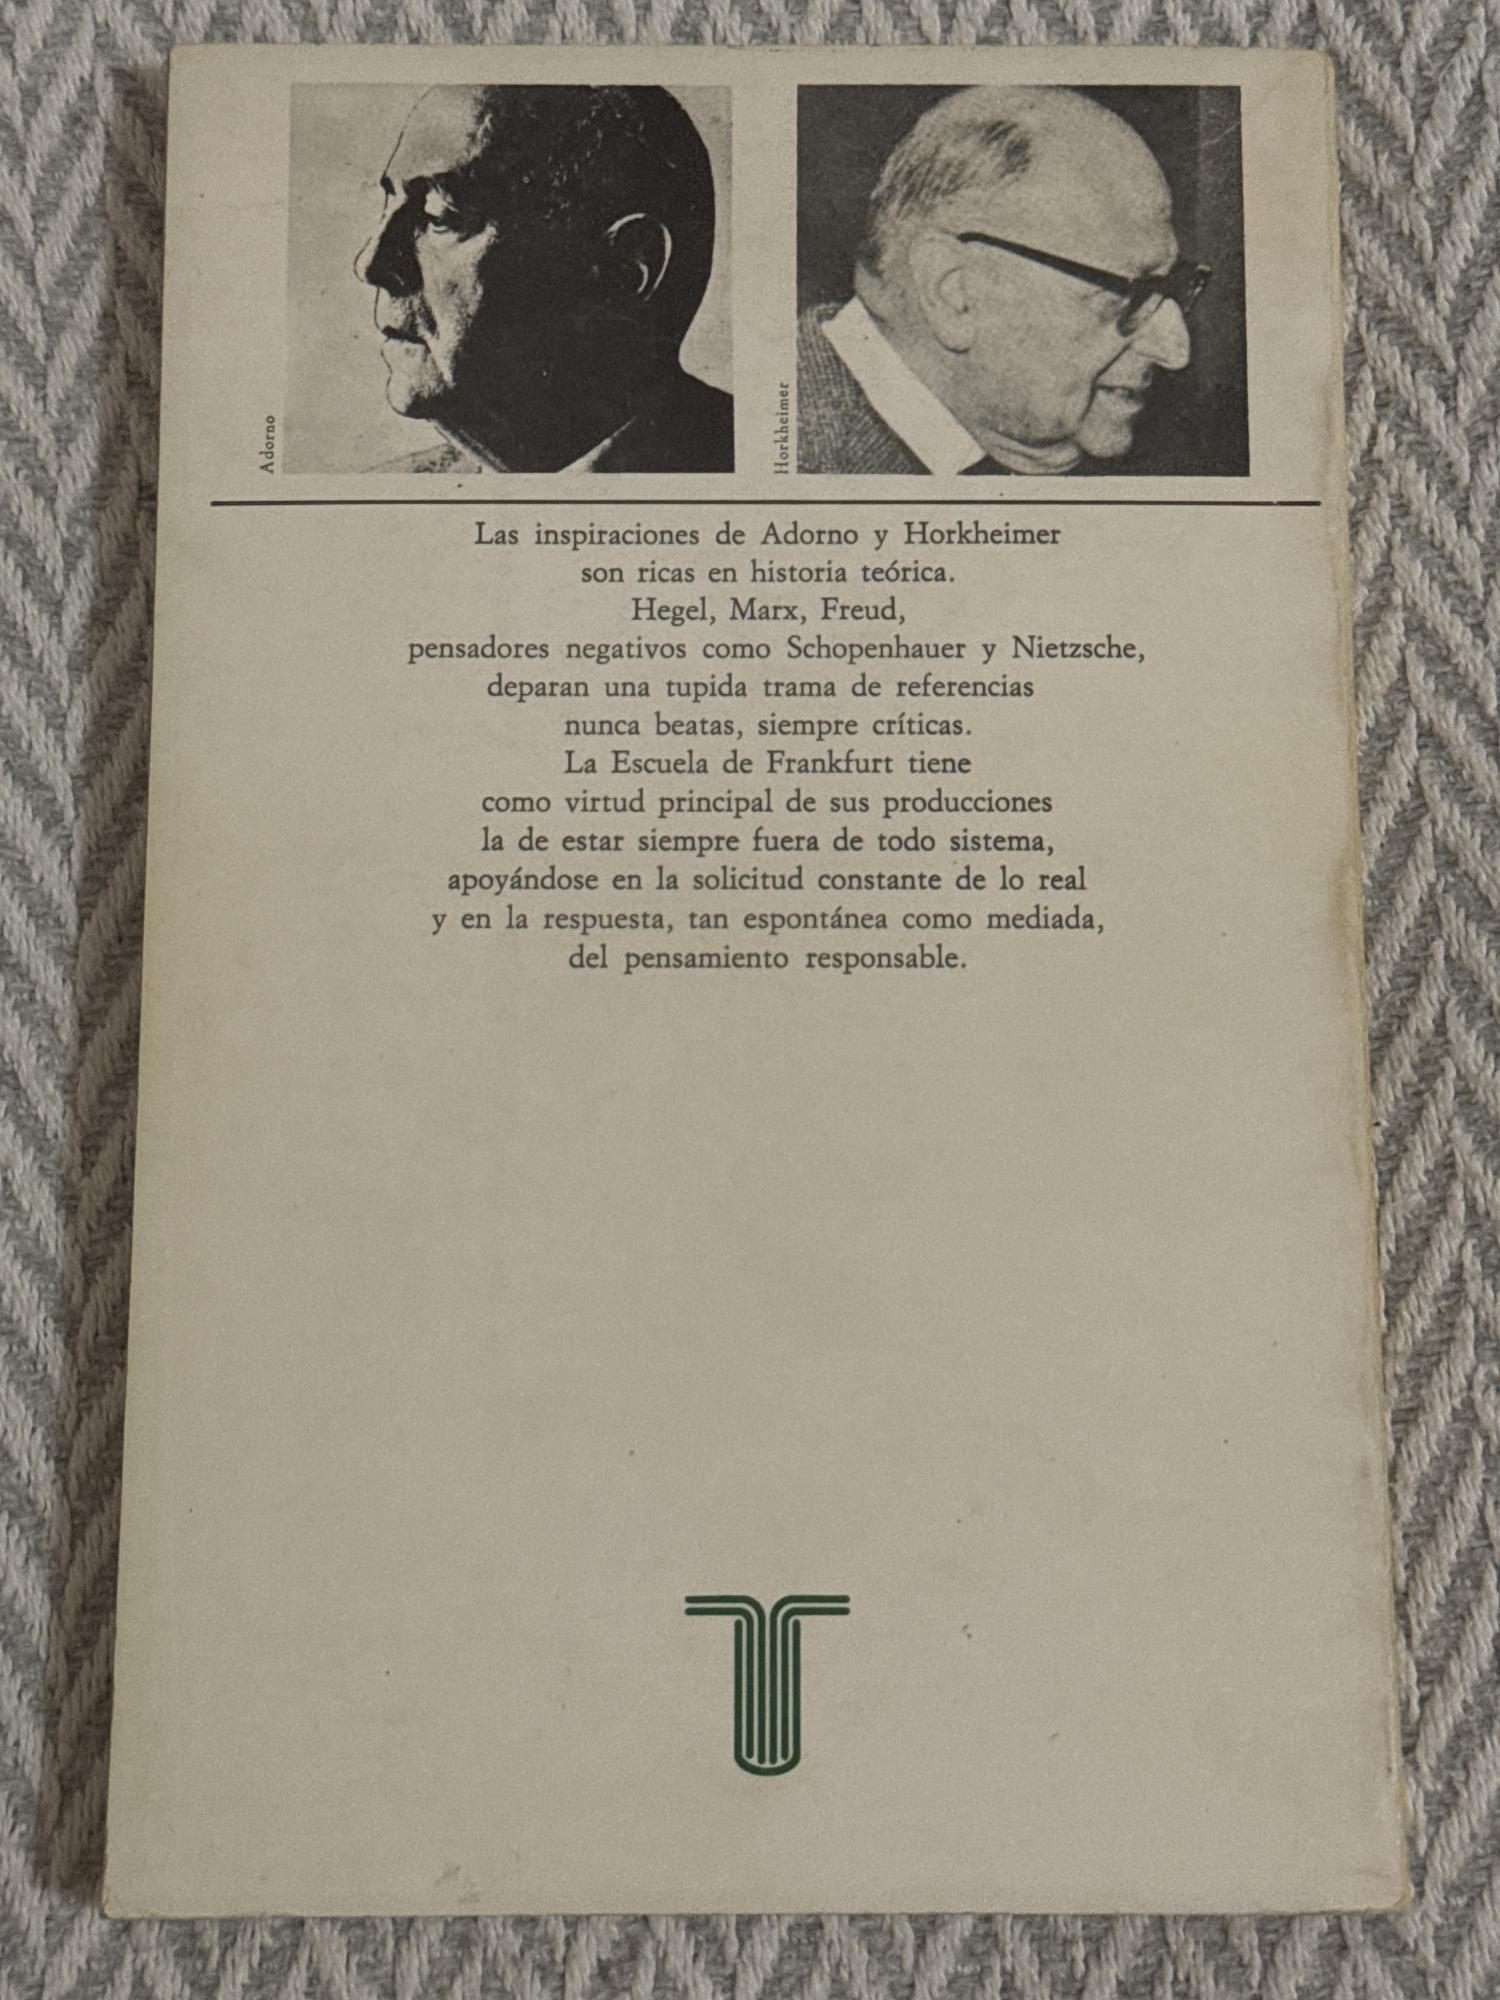 Adorno
Horkheimer
Las inspiraciones de Adorno y Horkheimer
son ricas en historia teórica.
Hegel, Marx, Freud,
pensadores negativos como Schopenhauer y Nietzsche,
deparan una tupida trama de referencias
nunca beatas, siempre críticas.
La Escuela de Frankfurt tiene
como virtud principal de sus producciones
la de estar siempre fuera de todo sistema,
apoyándose en la solicitud constante de lo real
y en la respuesta, tan espontánea como mediada,
del pensamiento responsable.
T